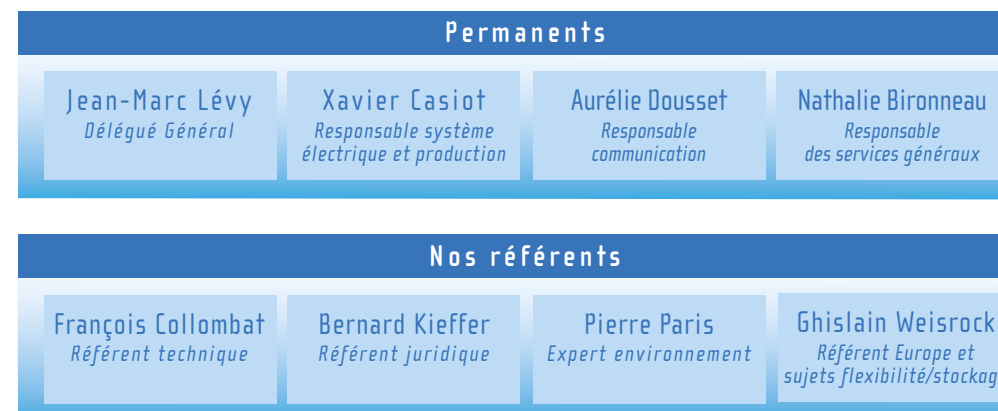 Permanents
Jean-Marc Lévy
Délégué Général
Xavier Casiot
Responsable système
électrique et production
Aurélie Dousset
Responsable
communication
Nathalie Bironneau
Responsable
des services généraux
Nos référents
François Collombat
Référent technique
Bernard Kieffer
Référent juridique
Pierre Paris
Expert environnement
Ghislain Weisrock
Référent Europe et
sujets flexibilité/stockag